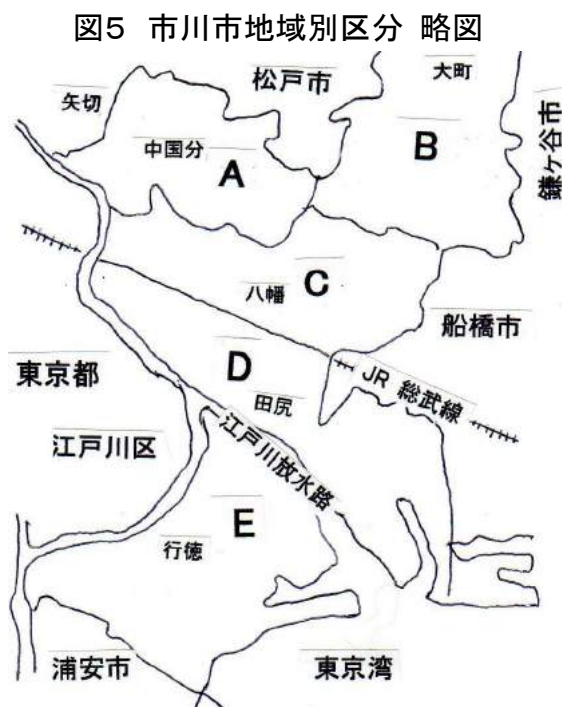 図5 市川市地域別区分 略図
松戸市
大町
矢切
中国分
A
B
鎌ヶ谷市
八幡
C
船橋市
東京都
D
田尻
JR 総武線
江戸川区
江戸川放水路
E
行徳
浦安市
東京湾